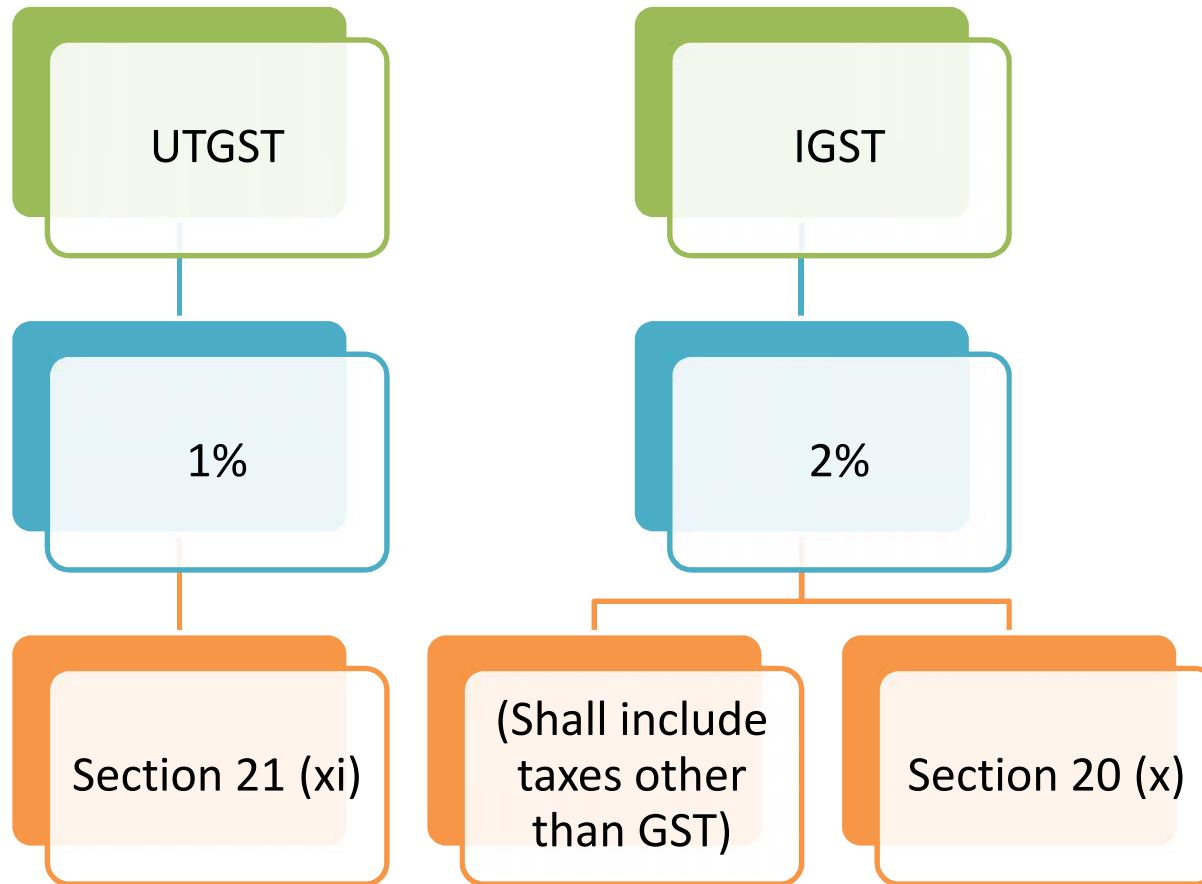 UTGST
IGST
1%
2%
Section 21 (xi)
(Shall include
taxes other
than GST)
Section 20 (x)